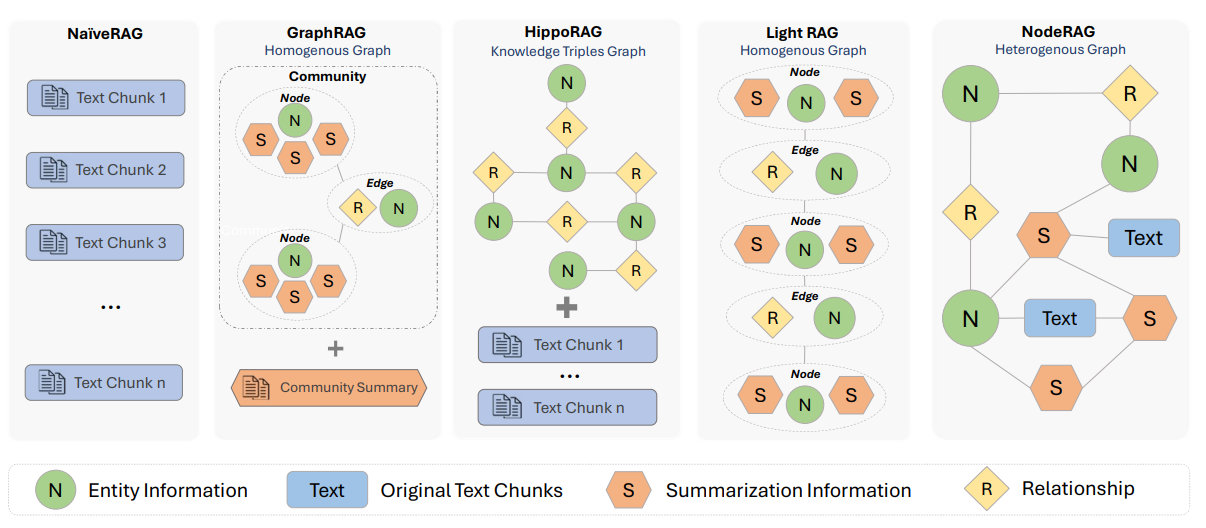 NaïveRAG
Text Chunk 1
Text Chunk 2
Text Chunk 3
...
Text Chunk n
GraphRAG
Homogenous Graph
Community
Node
N
S
S
S
Edge
R
N
Node
N
S
S
S
+
Community Summary
HippoRAG
Knowledge Triples Graph
N
R
R
N
R
N
R
N
N
R
+
Text Chunk 1
...
Text Chunk n
Light RAG
Homogenous Graph
Node
S
N
S
Edge
R
N
Node
S
N
S
Edge
R
N
Node
S
N
S
NodeRAG
Heterogenous Graph
N
R
N
R
S
Text
N
Text
S
S
N
Entity Information
Text
Original Text Chunks
S
Summarization Information
R
Relationship